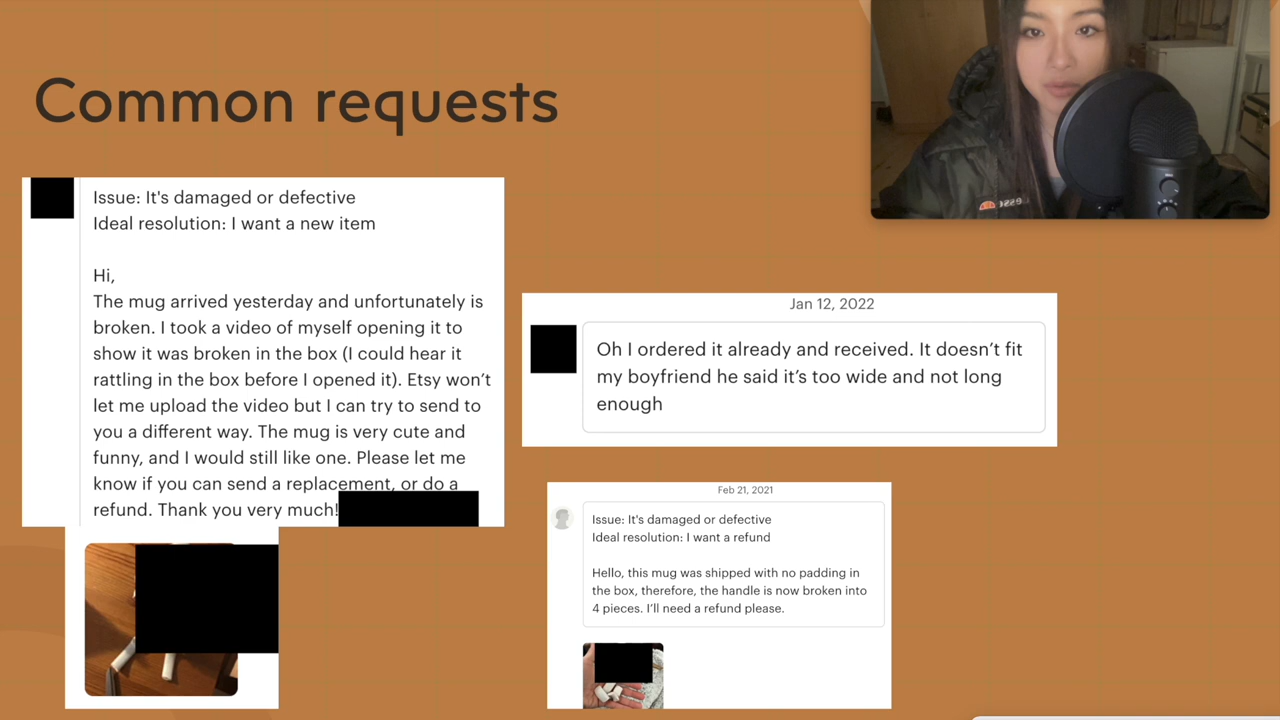 Common requests
Issue: It's damaged or defective
Ideal resolution: I want a new item
Hi,
The mug arrived yesterday and unfortunately is
broken. I took a video of myself opening it to
show it was broken in the box (I could hear it
rattling in the box before I opened it). Etsy won't
let me upload the video but I can try to send to
you a different way. The mug is very cute and
funny, and I would still like one. Please let me
know if you can send a replacement, or do a
refund. Thank you very much!
Jan 12, 2022
Oh I ordered it already and received. It doesn't fit
my boyfriend he said it's too wide and not long
enough
Feb 21, 2021
Issue: It's damaged or defective
Ideal resolution: I want a refund
Hello, this mug was shipped with no padding in
the box, therefore, the handle is now broken into
4 pieces. I'll need a refund please.